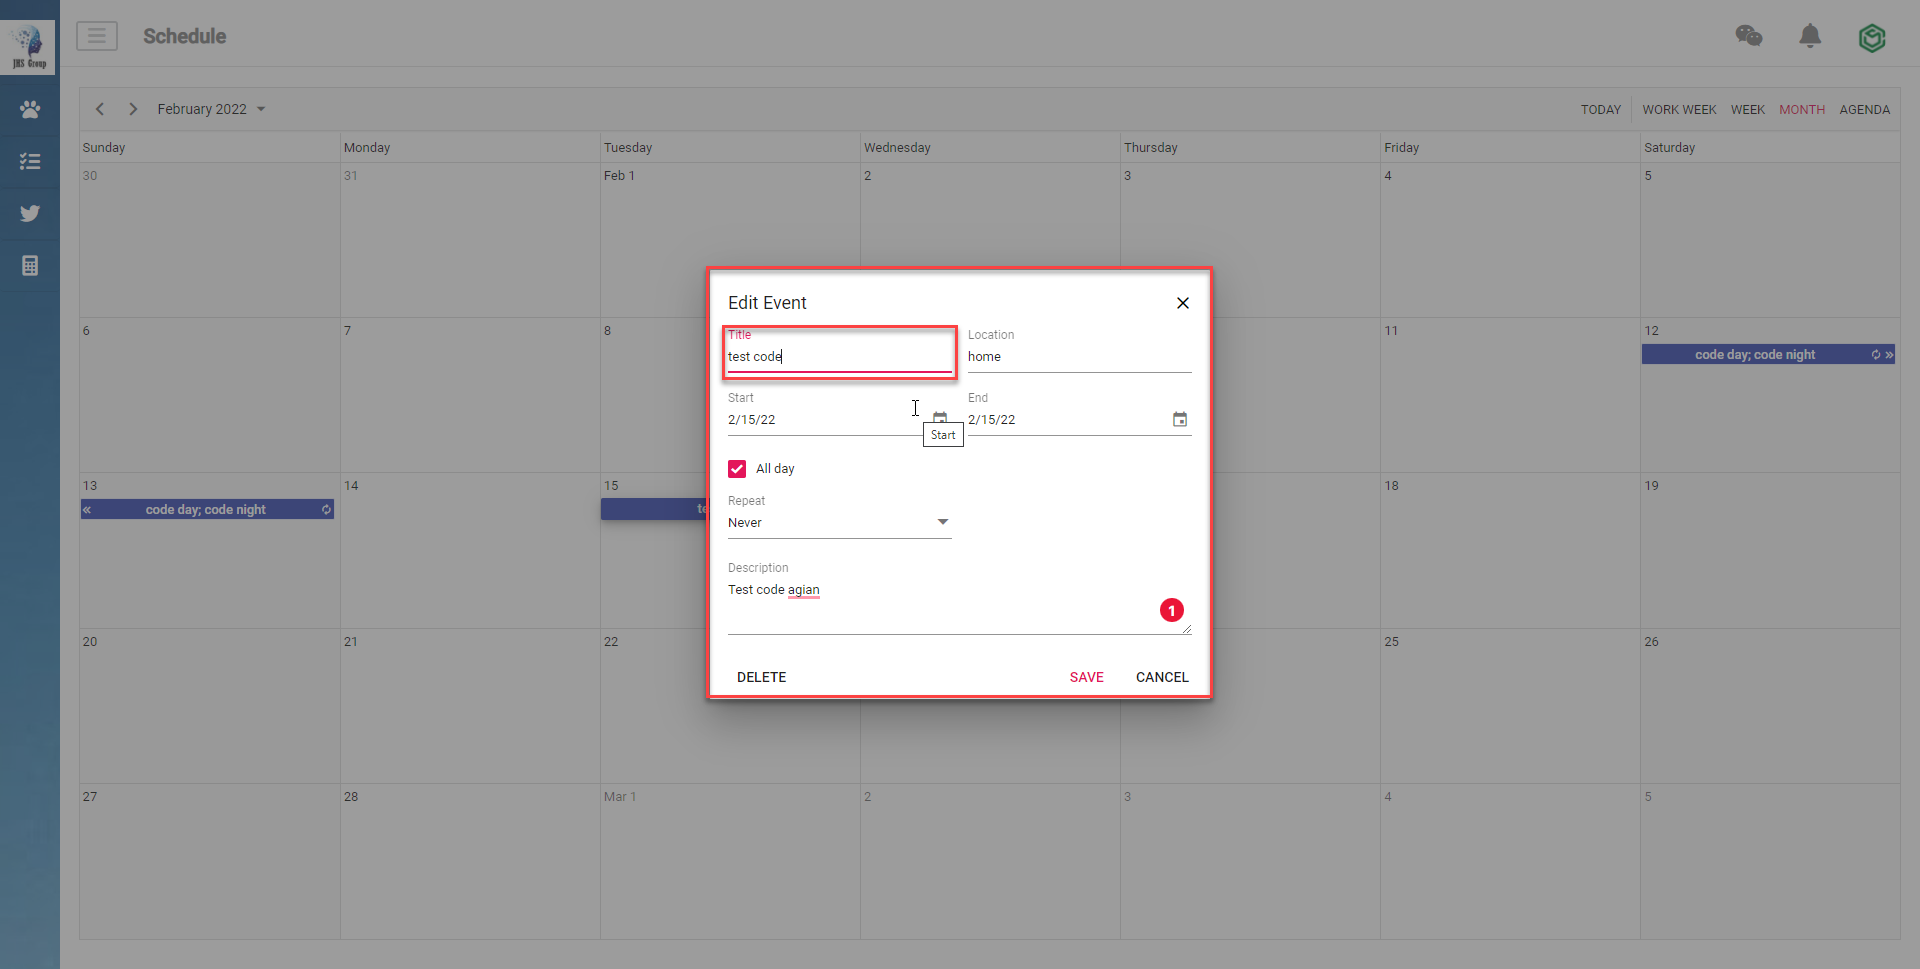 JRS Group
Schedule
February 2022
TODAY WORK WEEK WEEK MONTH AGENDA
Sunday Monday Tuesday Wednesday Thursday Friday Saturday
30 31 Feb 1 2 3 4 5
6 7 8 11 12
code day; code night »
13 14 15 18 19
« code day; code night
te
20 21 22 25 26
27 28 Mar 1 2 3 4 5
Edit Event
Title
test code
Location
home
Start
2/15/22
End
2/15/22
Start
All day
Repeat
Never
Description
Test code agian
1
DELETE SAVE CANCEL